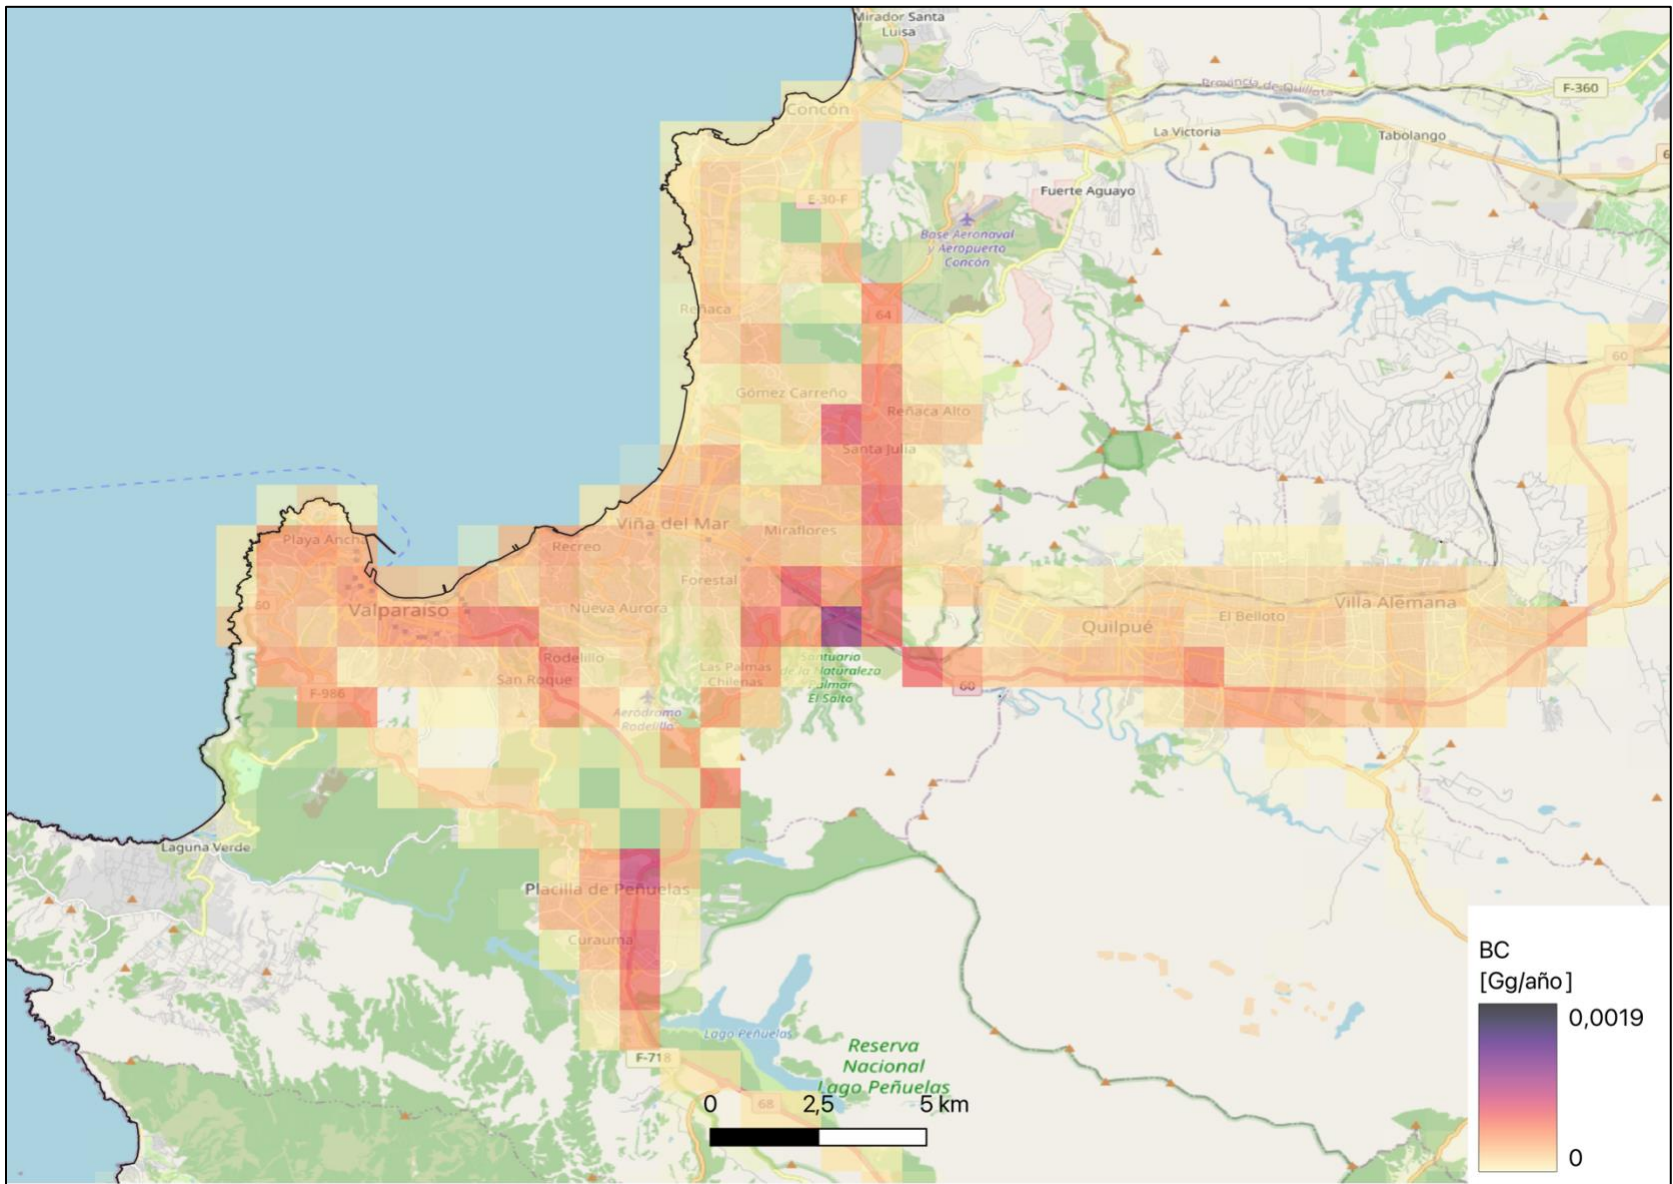 Mirador Santa
Luisa
Provincia de Quillota
F-360
Concón
La Victoria
Tabolango
Fuerte Aguayo
E-30-F
Base Aeronaval
y Aeropuerto
Concón
Reñaca
64
60
Gómez Carreño
Reñaca Alto
Santa Julia
Viña del Mar
Miraflores
Playa Ancha
Recreo
Forestal
60
Valparaíso
Nueva Aurora
Villa Alemana
El Belloto
Quilpué
Rodelillo
San Roque
Las Palmas
Chilenas
Santuario
de la Naturaleza
Palmar
El Salto
60
F-986
Aeródromo
Rodelillo
Laguna Verde
Placilla de Peñuelas
Curauma
Lago Peñuelas
F-718
Reserva
Nacional
Lago Peñuelas
68
0 2,5 5 km
BC
[Gg/año]
0,0019
0